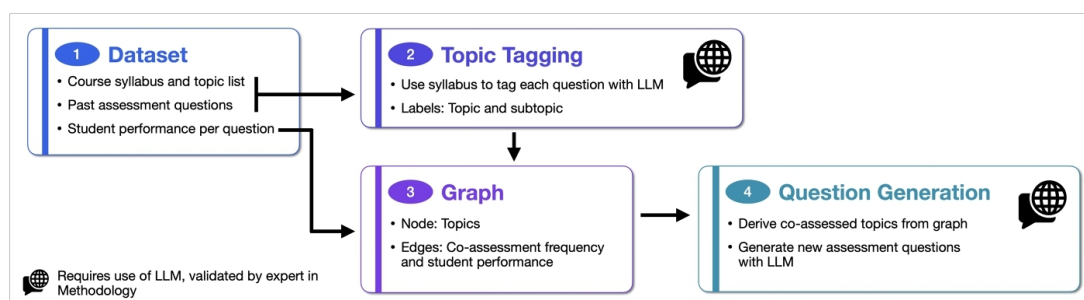 1 Dataset
• Course syllabus and topic list
• Past assessment questions
• Student performance per question
2 Topic Tagging
• Use syllabus to tag each question with LLM
• Labels: Topic and subtopic
3 Graph
• Node: Topics
• Edges: Co-assessment frequency
and student performance
4 Question Generation
• Derive co-assessed topics from graph
• Generate new assessment questions
with LLM
Requires use of LLM, validated by expert in
Methodology